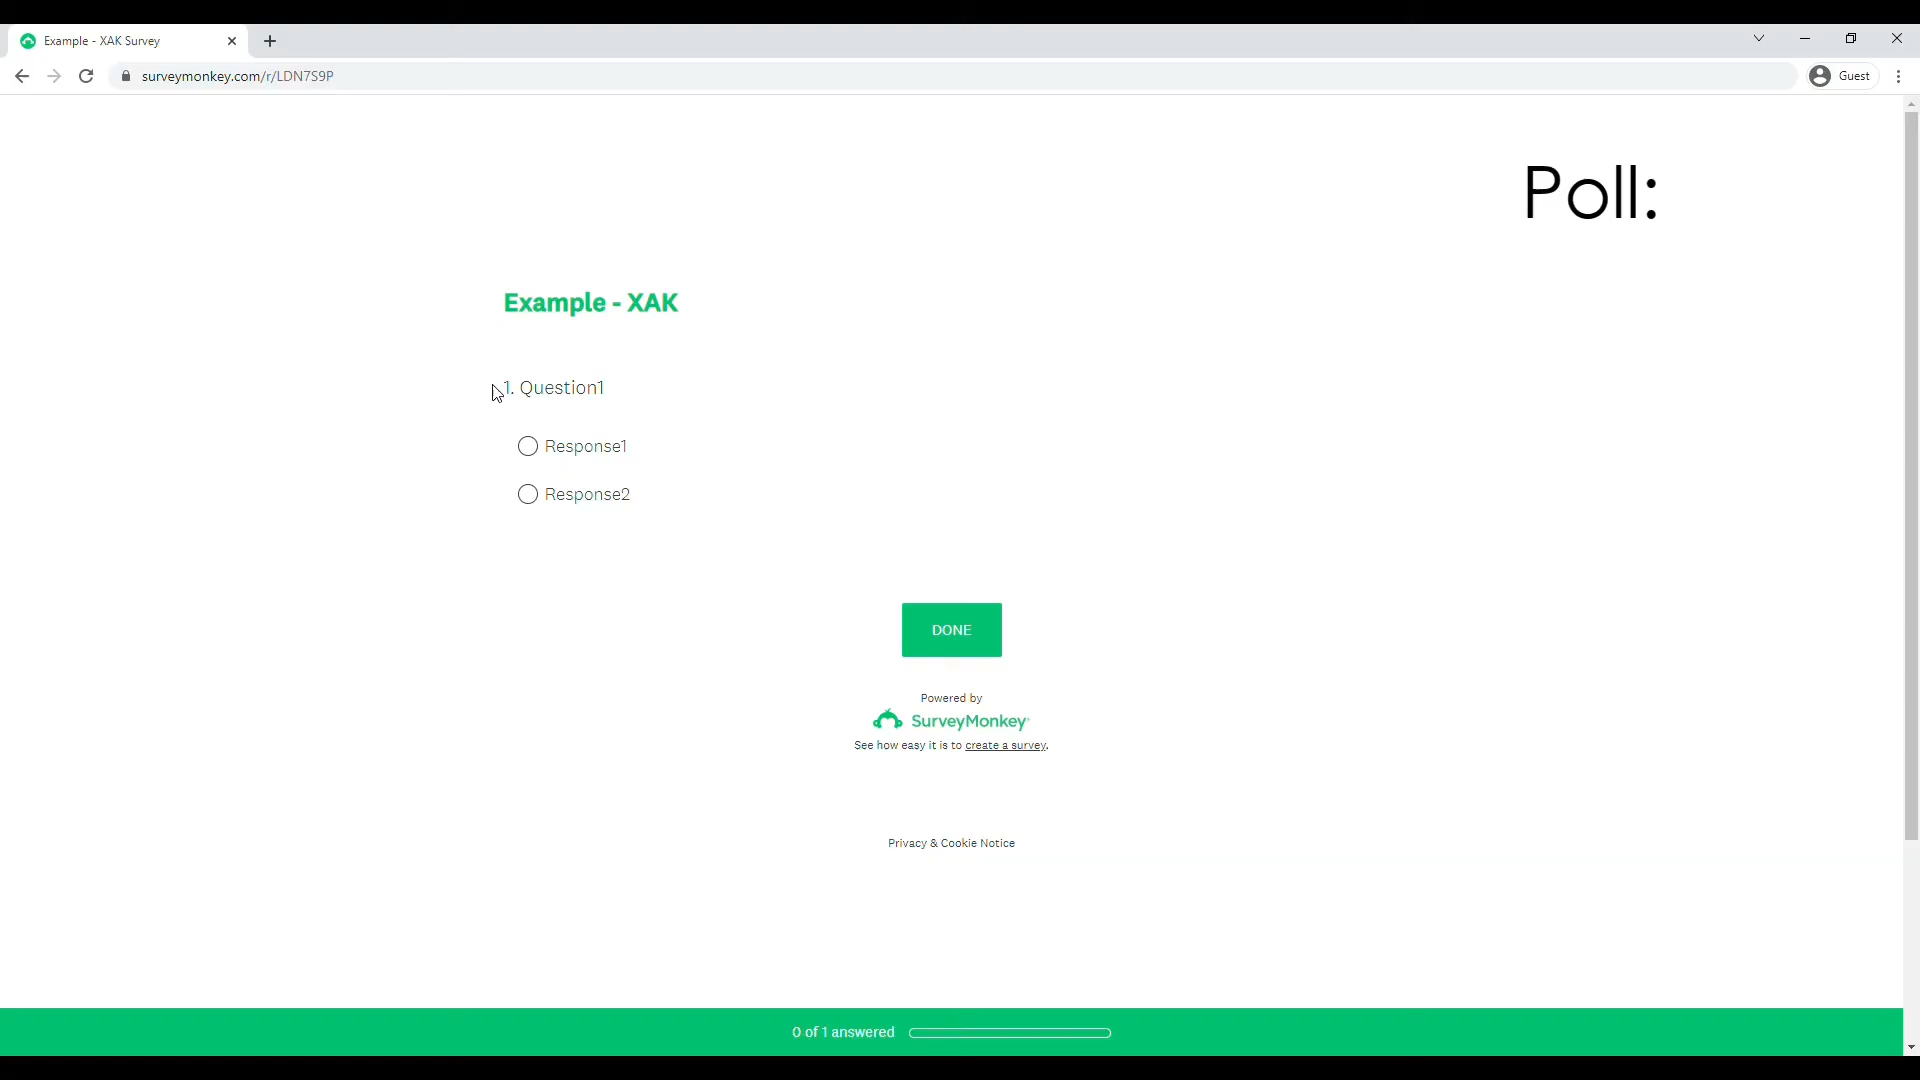 Example - XAK Survey
surveymonkey.com/r/LDN7S9P
Guest
Poll:
Example - XAK
1. Question1
Response1
Response2
DONE
Powered by
SurveyMonkey
See how easy it is to create a survey.
Privacy & Cookie Notice
0 of 1 answered